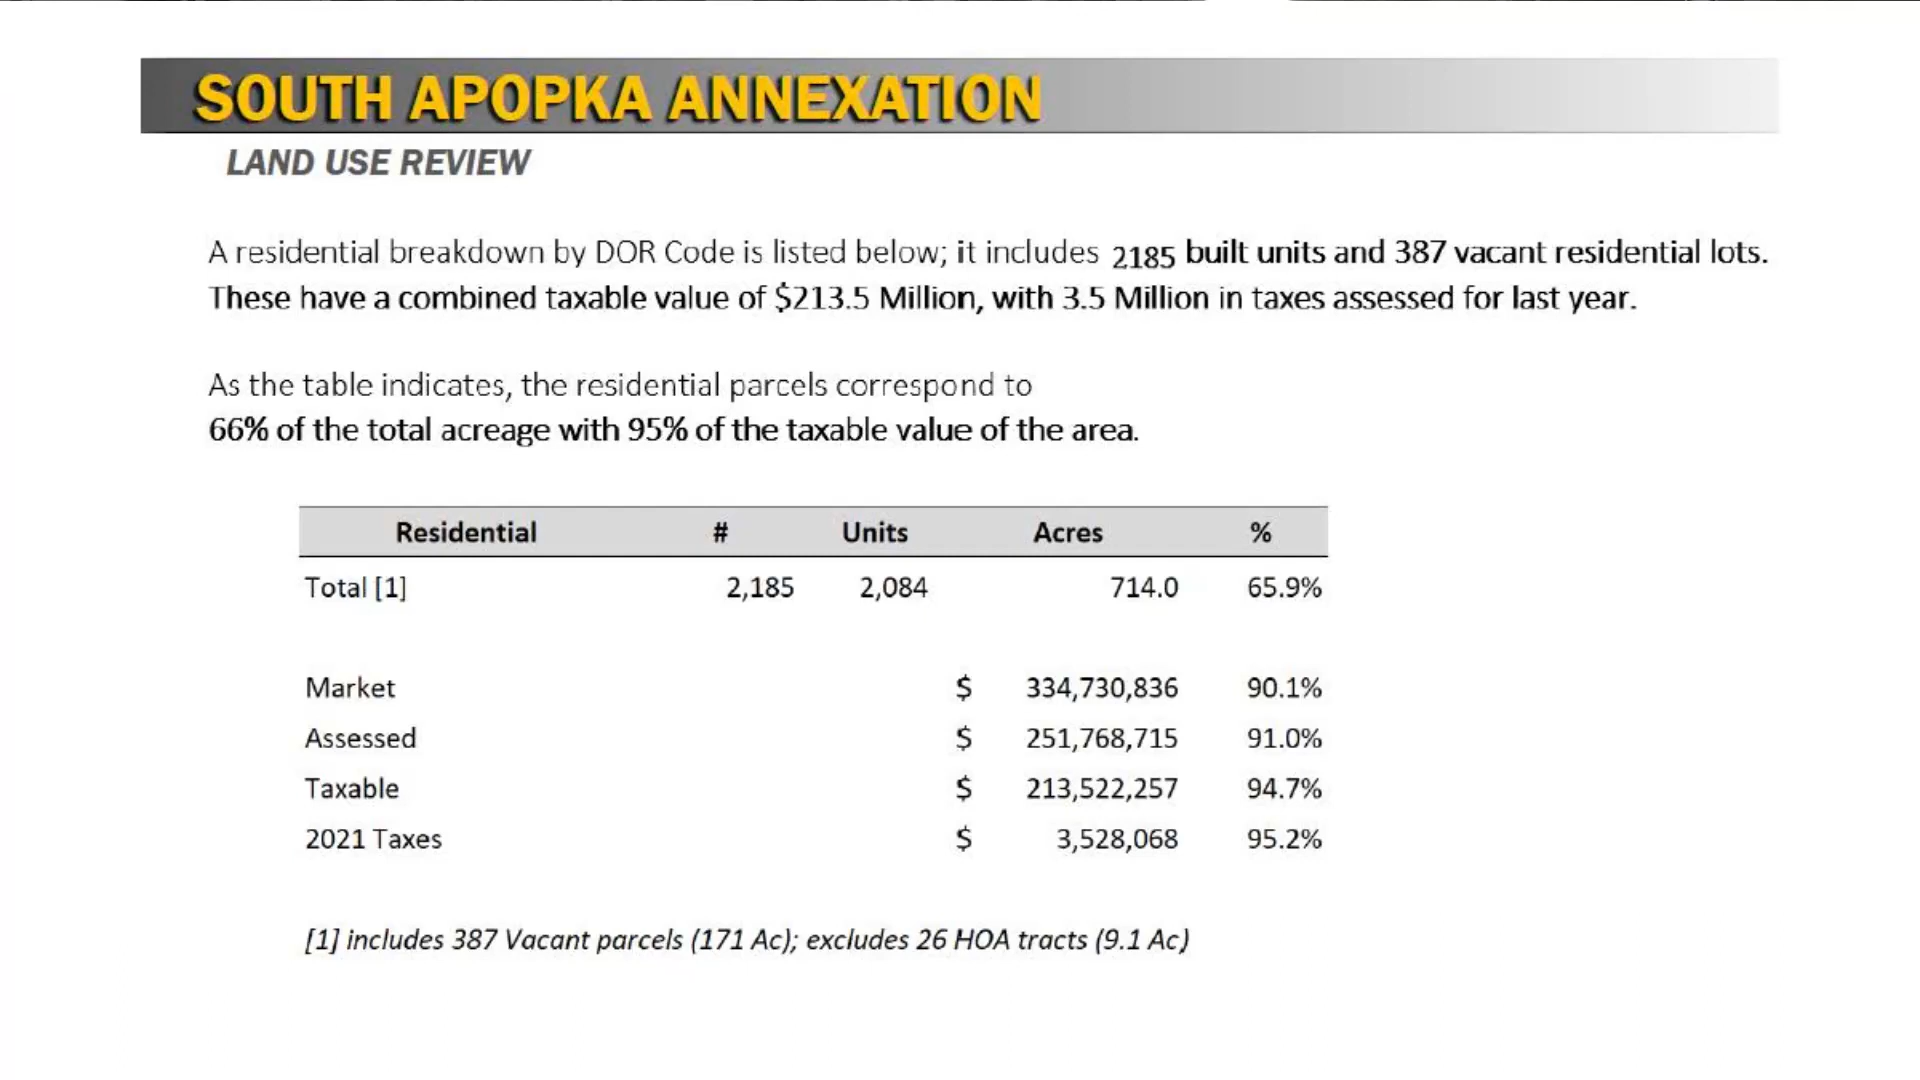 SOUTH APOPKA ANNEXATION
LAND USE REVIEW
A residential breakdown by DOR Code is listed below; it includes 2185 built units and 387 vacant residential lots.
These have a combined taxable value of $213.5 Million, with 3.5 Million in taxes assessed for last year.
As the table indicates, the residential parcels correspond to
66% of the total acreage with 95% of the taxable value of the area.
Residential # Units Acres %
Total [1] 2,185 2,084 714.0 65.9%
Market $ 334,730,836 90.1%
Assessed $ 251,768,715 91.0%
Taxable $ 213,522,257 94.7%
2021 Taxes $ 3,528,068 95.2%
[1] includes 387 Vacant parcels (171 Ac); excludes 26 HOA tracts (9.1 Ac)